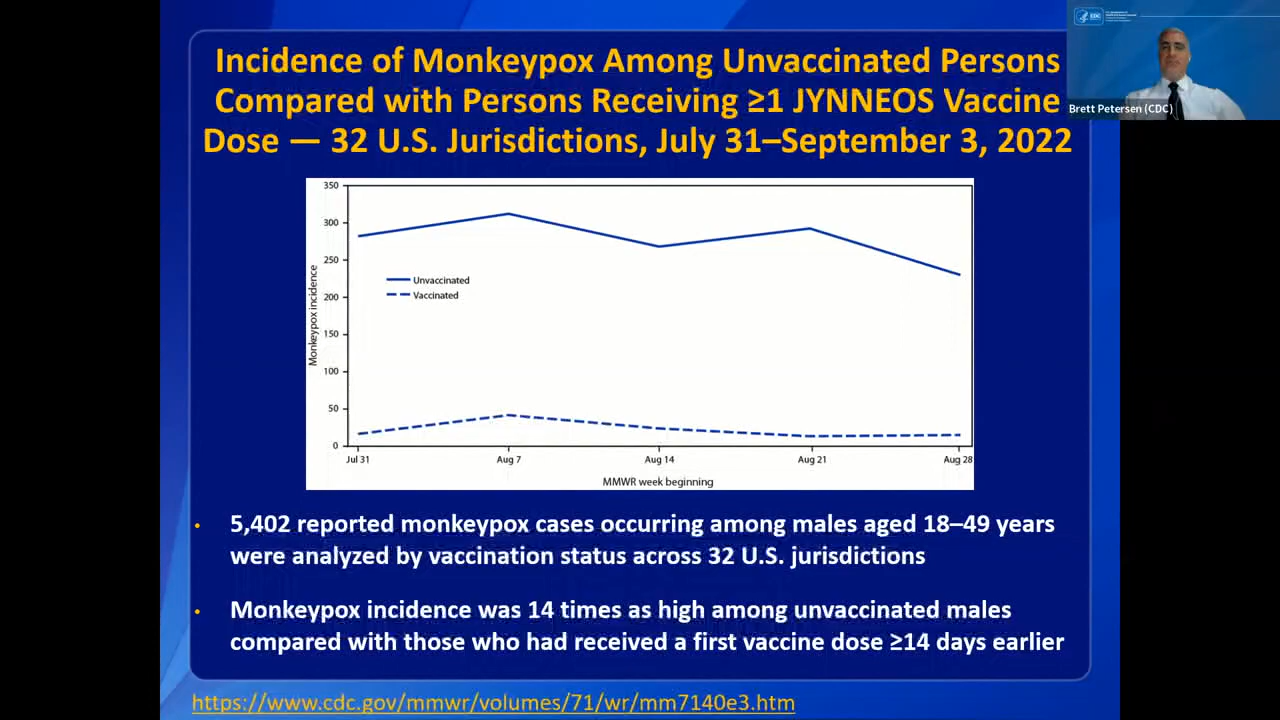 Incidence of Monkeypox Among Unvaccinated Persons
Compared with Persons Receiving ≥1 JYNNEOS Vaccine
Dose — 32 U.S. Jurisdictions, July 31–September 3, 2022
CDC
Brett Petersen (CDC)
350
300
250
200
150
100
50
0
Monkeypox incidence
Unvaccinated
Vaccinated
Jul 31
Aug 7
Aug 14
Aug 21
Aug 28
MMWR week beginning
• 5,402 reported monkeypox cases occurring among males aged 18–49 years
were analyzed by vaccination status across 32 U.S. jurisdictions
• Monkeypox incidence was 14 times as high among unvaccinated males
compared with those who had received a first vaccine dose ≥14 days earlier
https://www.cdc.gov/mmwr/volumes/71/wr/mm7140e3.htm